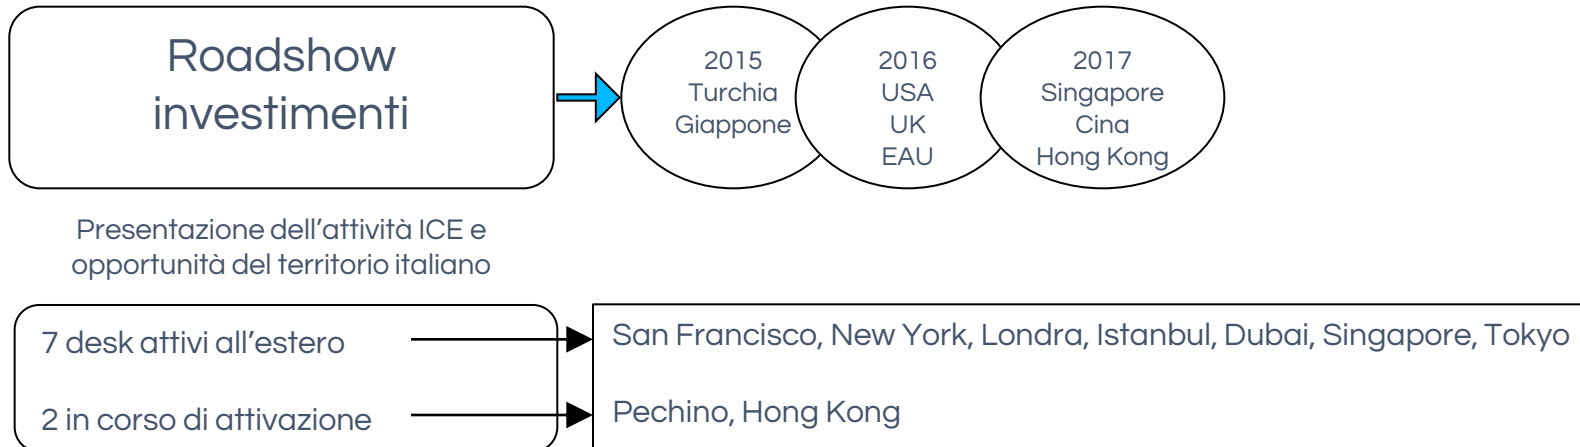 Roadshow
investimenti
2015
Turchia
Giappone
2016
USA
UK
EAU
2017
Singapore
Cina
Hong Kong
Presentazione dell’attività ICE e
opportunità del territorio italiano
7 desk attivi all’estero
San Francisco, New York, Londra, Istanbul, Dubai, Singapore, Tokyo
2 in corso di attivazione
Pechino, Hong Kong